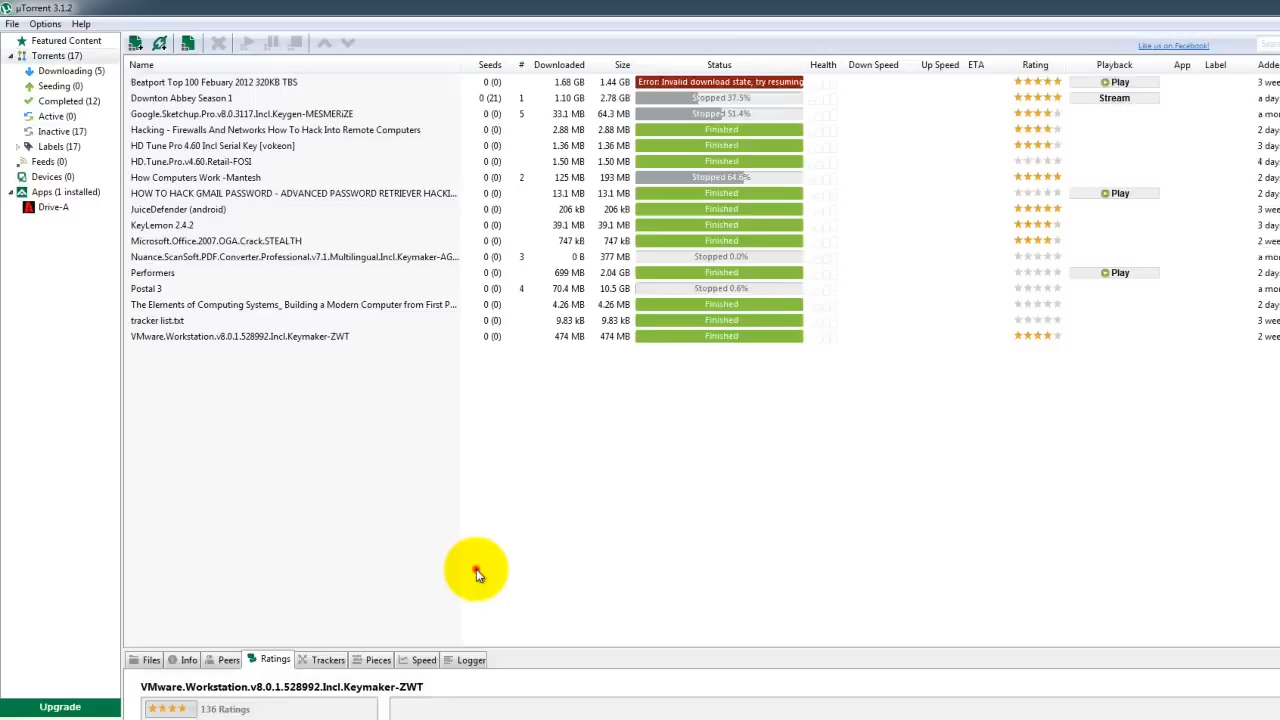 µTorrent 3.1.2
File Options Help
Featured Content
Torrents (17)
Downloading (5)
Seeding (0)
Completed (12)
Active (0)
Inactive (17)
Labels (17)
Feeds (0)
Devices (0)
Apps (1 installed)
Drive-A
Upgrade
Like us on Facebook!
Name Seeds # Downloaded Size Status Health Down Speed Up Speed ETA Rating Playback App Label
Beatport Top 100 Febuary 2012 320KB TBS 0 (0) 1.68 GB 1.44 GB Error: Invalid download state, try resuming Play 3 wee
Downton Abbey Season 1 0 (21) 1 1.10 GB 2.78 GB Stopped 37.5% Stream a day
Google.Sketchup.Pro.v8.0.3117.Incl.Keygen-MESMERiZE 0 (0) 5 33.1 MB 64.3 MB Stopped 51.4% a mon
Hacking - Firewalls And Networks How To Hack Into Remote Computers 0 (0) 2.88 MB 2.88 MB Finished 3 day
HD Tune Pro 4.60 Incl Serial Key [vokeon] 0 (0) 1.36 MB 1.36 MB Finished 3 day
HD.Tune.Pro.v4.60.Retail-FOSI 0 (0) 1.50 MB 1.50 MB Finished 4 day
How Computers Work -Mantesh 0 (0) 2 125 MB 193 MB Stopped 64.6% 2 day
HOW TO HACK GMAIL PASSWORD - ADVANCED PASSWORD RETRIEVER HACKI... 0 (0) 13.1 MB 13.1 MB Finished Play 2 day
JuiceDefender (android) 0 (0) 206 kB 206 kB Finished 3 wee
KeyLemon 2.4.2 0 (0) 39.1 MB 39.1 MB Finished 3 day
Microsoft.Office.2007.OGA.Crack.STEALTH 0 (0) 747 kB 747 kB Finished 2 wee
Nuance.ScanSoft.PDF.Converter.Professional.v7.1.Multilingual.Incl.Keymaker-AG... 0 (0) 3 0 B 377 MB Stopped 0.0% a mon
Performers 0 (0) 699 MB 2.04 GB Finished Play 2 day
Postal 3 0 (0) 4 70.4 MB 10.5 GB Stopped 0.6% a mon
The Elements of Computing Systems_ Building a Modern Computer from First P... 0 (0) 4.26 MB 4.26 MB Finished 2 day
tracker list.txt 0 (0) 9.83 kB 9.83 kB Finished 3 wee
VMware.Workstation.v8.0.1.528992.Incl.Keymaker-ZWT 0 (0) 474 MB 474 MB Finished 2 wee
Files Info Peers Ratings Trackers Pieces Speed Logger
VMware.Workstation.v8.0.1.528992.Incl.Keymaker-ZWT
136 Ratings